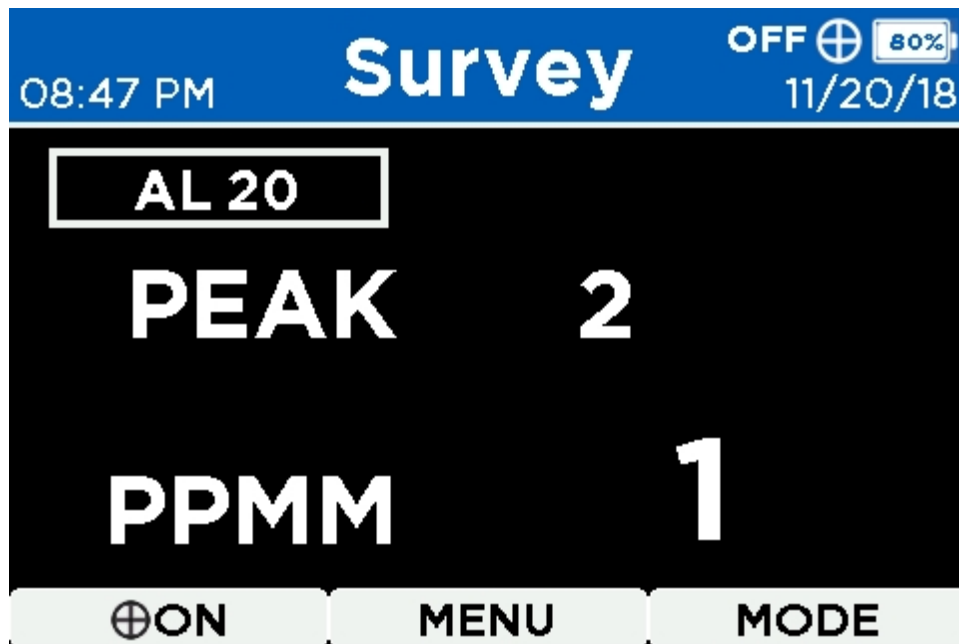 08:47 PM Survey OFF 80%
11/20/18
AL 20
PEAK 2
PPMM 1
ON MENU MODE